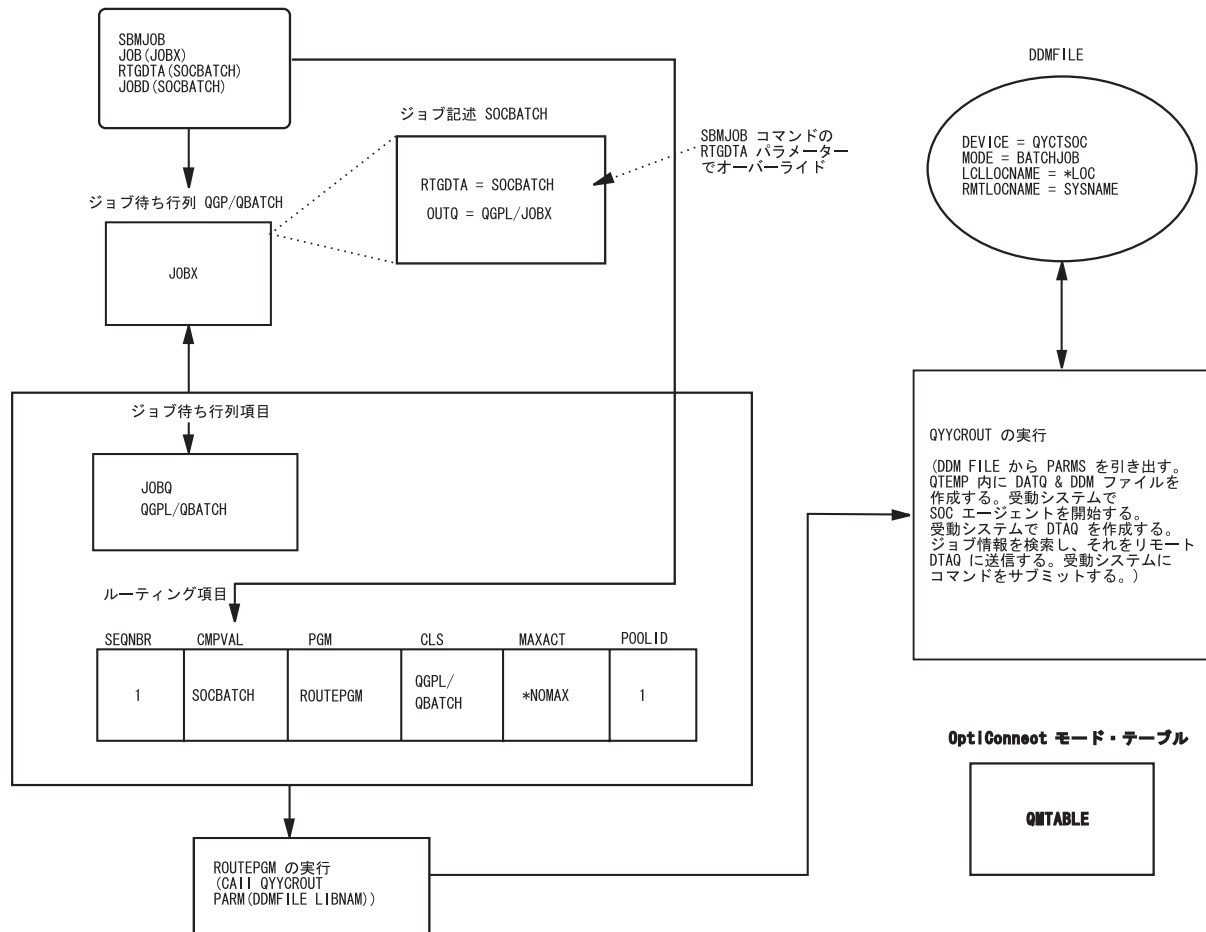 SBMJOB
JOB(JOBX)
RTGDTA(SOCBATCH)
JOBD(SOCBATCH)
ジョブ記述 SOCBATCH
RTGDTA = SOCBATCH
OUTQ = QGPL/JOBX
SBMJOB コマンドの
RTGDTA パラメーター
でオーバーライド
DDMFILE
DEVICE = QYCTSOC
MODE = BATCHJOB
LCLLOCNAME = *LOC
RMTLOCNAME = SYSNAME
ジョブ待ち行列 QGP/QBATCH
JOBX
ジョブ待ち行列項目
JOBQ
QGPL/QBATCH
ルーティング項目
SEQNBR CMPVAL PGM CLS MAXACT POOLID
1 SOCBATCH ROUTEPGM QGPL/
QBATCH *NOMAX 1
ROUTEPGM の実行
(CAll QYYCROUT
PARM(DDMFILE LIBNAM))
QYYCROUT の実行
(DDM FILE から PARMS を引き出す。
QTEMP 内に DATQ & DDM ファイルを
作成する。受動システムで
SOC エージェントを開始する。
受動システムで DTAQ を作成する。
ジョブ情報を検索し、それをリモート
DTAQ に送信する。受動システムに
コマンドをサブミットする。)
OptiConnect モード・テーブル
QMTABLE